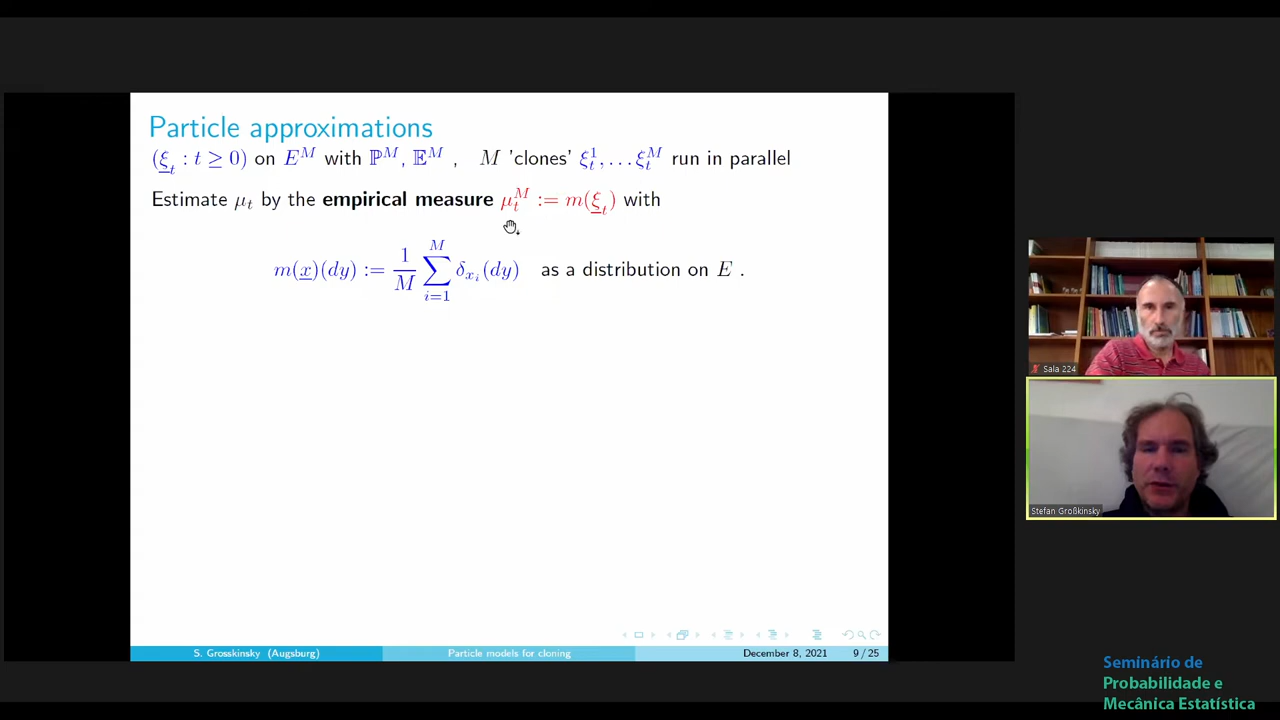 Particle approximations
(ξ_t : t ≥ 0) on E^M with ℙ^M, 𝔼^M , M 'clones' ξ_t^1, . . . ξ_t^M run in parallel
Estimate μ_t by the empirical measure μ_t^M := m(ξ_t) with
m(x)(dy) := 1/M ∑_{i=1}^M δ_{x_i}(dy) as a distribution on E .
S. Grosskinsky (Augsburg) Particle models for cloning December 8, 2021 9 / 25
Sala 224
Stefan Großkinsky
Seminário de
Probabilidade e
Mecânica Estatística